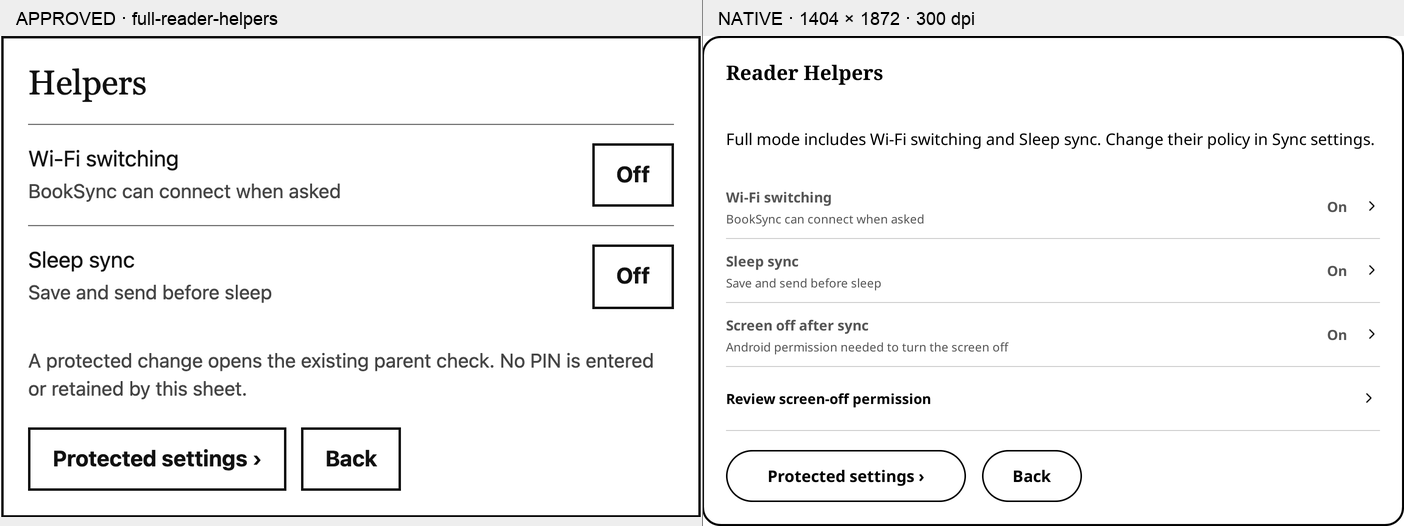 APPROVED · full-reader-helpers
Helpers
Wi-Fi switching
BookSync can connect when asked
Off
Sleep sync
Save and send before sleep
Off
A protected change opens the existing parent check. No PIN is entered
or retained by this sheet.
Protected settings ›
Back
NATIVE · 1404 × 1872 · 300 dpi
Reader Helpers
Full mode includes Wi-Fi switching and Sleep sync. Change their policy in Sync settings.
Wi-Fi switching
BookSync can connect when asked
On
Sleep sync
Save and send before sleep
On
Screen off after sync
Android permission needed to turn the screen off
On
Review screen-off permission
Protected settings ›
Back